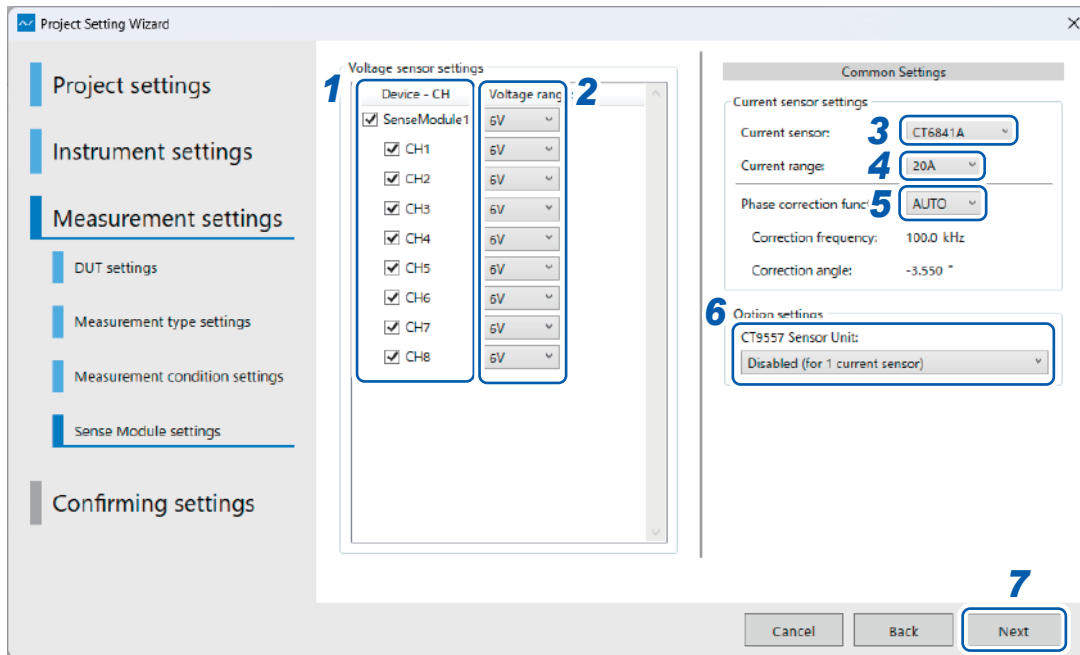 Project Setting Wizard
Project settings
Instrument settings
Measurement settings
DUT settings
Measurement type settings
Measurement condition settings
Sense Module settings
Confirming settings
Voltage sensor settings
1
Device - CH
Voltage rang
2
SenseModule1 6V
CH1 6V
CH2 6V
CH3 6V
CH4 6V
CH5 6V
CH6 6V
CH7 6V
CH8 6V
Common Settings
Current sensor settings
Current sensor: 3 CT6841A
Current range: 4 20A
Phase correction func 5 AUTO
Correction frequency: 100.0 kHz
Correction angle: -3.550 °
6 Option settings
CT9557 Sensor Unit:
Disabled (for 1 current sensor)
7
Cancel Back Next